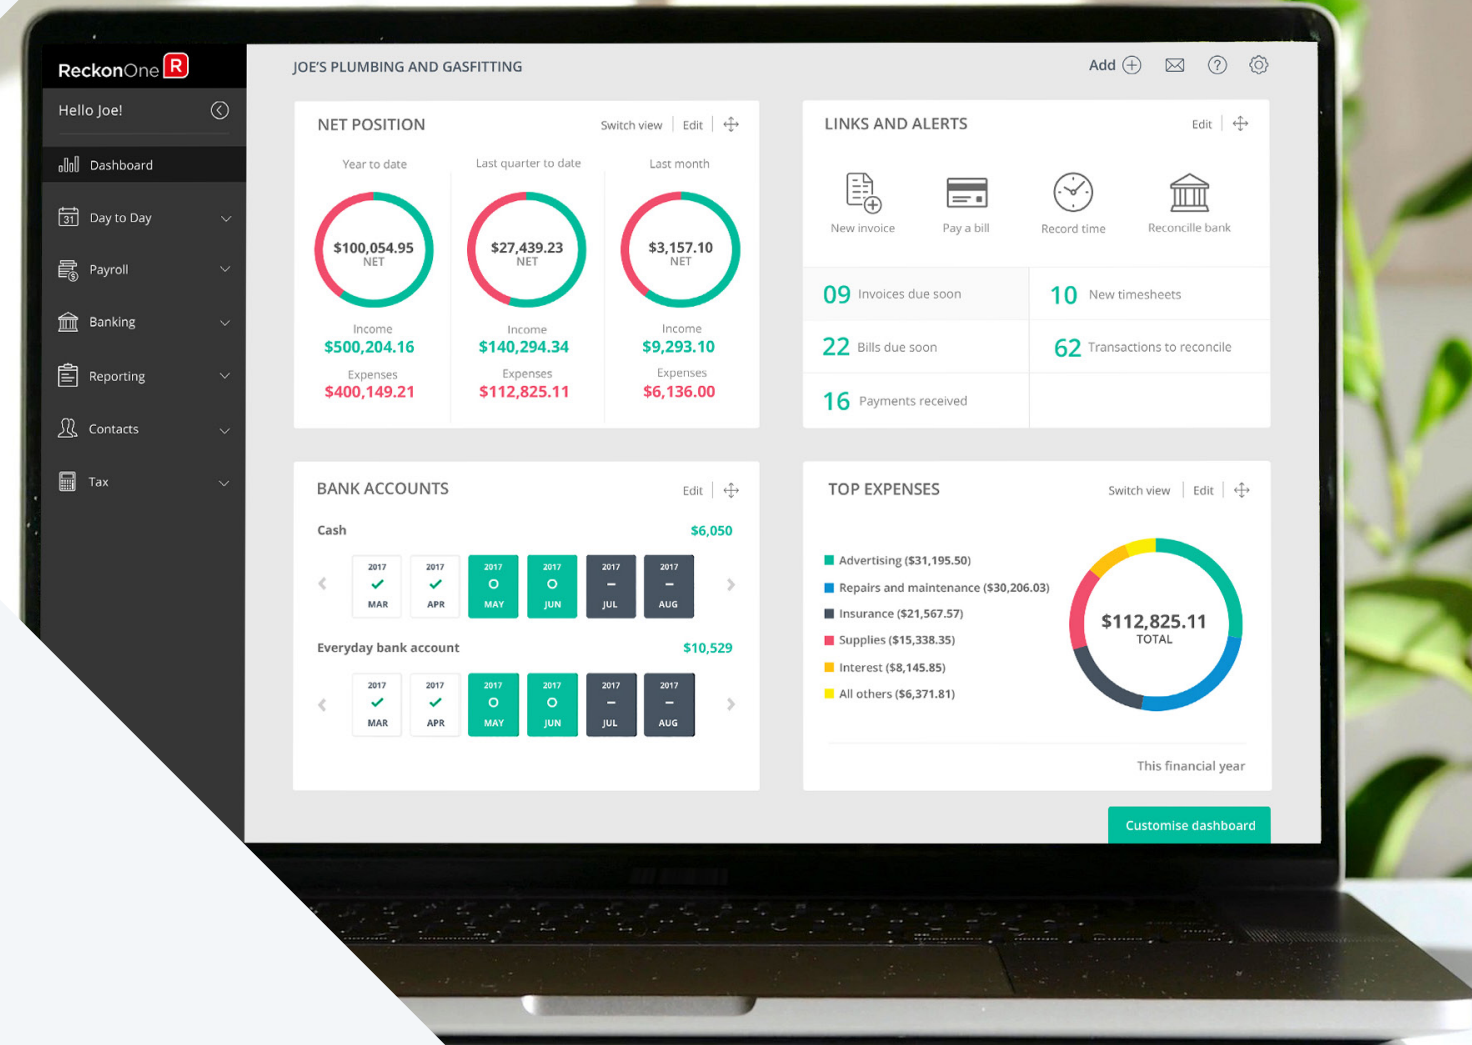 ReckonOne R
Hello Joe!
Dashboard
31 Day to Day
Payroll
Banking
Reporting
Contacts
Tax
JOE'S PLUMBING AND GASFITTING
Add
?
NET POSITION
Switch view
Edit
Year to date
Last quarter to date
Last month
$100,054.95
NET
$27,439.23
NET
$3,157.10
NET
Income
$500,204.16
Expenses
$400,149.21
Income
$140,294.34
Expenses
$112,825.11
Income
$9,293.10
Expenses
$6,136.00
LINKS AND ALERTS
Edit
New invoice
Pay a bill
Record time
Reconcille bank
09 Invoices due soon
10 New timesheets
22 Bills due soon
62 Transactions to reconcile
16 Payments received
BANK ACCOUNTS
Edit
Cash
$6,050
2017 MAR
2017 APR
2017 MAY
2017 JUN
2017 JUL
2017 AUG
Everyday bank account
$10,529
2017 MAR
2017 APR
2017 MAY
2017 JUN
2017 JUL
2017 AUG
TOP EXPENSES
Switch view
Edit
Advertising ($31,195.50)
Repairs and maintenance ($30,206.03)
Insurance ($21,567.57)
Supplies ($15,338.35)
Interest ($8,145.85)
All others ($6,371.81)
$112,825.11
TOTAL
This financial year
Customise dashboard